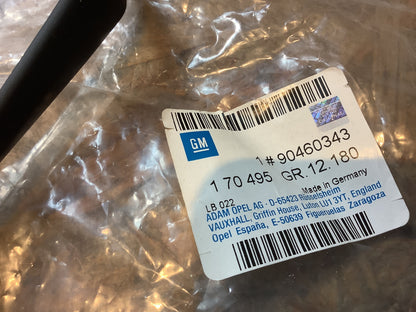 GM
1 # 90460343
1 70 495 GR.12.180
LB 022 Made in Germany
ADAM OPEL AG · D-65423 Rüsselsheim
VAUXHALL, Griffin House, Luton LU1 3YT, England
Opel España, E-50639 Figueruelas Zaragoza